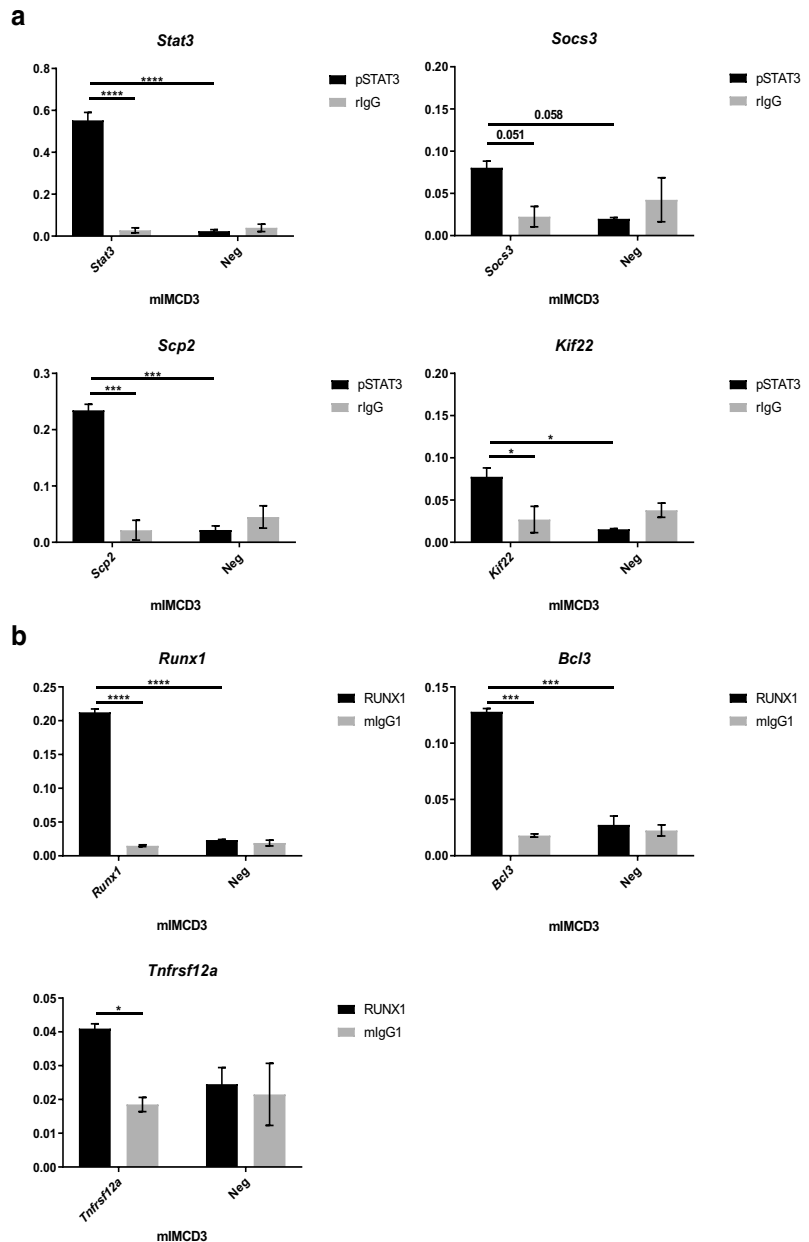 a
Stat3
0.8
0.6
0.4
0.2
0.0
****
****
pSTAT3
rIgG
Stat3
Neg
mIMCD3
Socs3
0.20
0.15
0.10
0.05
0.00
0.058
0.051
pSTAT3
rIgG
Socs3
Neg
mIMCD3
Scp2
0.3
0.2
0.1
0.0
***
***
pSTAT3
rIgG
Scp2
Neg
mIMCD3
Kif22
0.20
0.15
0.10
0.05
0.00
*
*
pSTAT3
rIgG
Kif22
Neg
mIMCD3
b
Runx1
0.25
0.20
0.15
0.10
0.05
0.00
****
****
RUNX1
mIgG1
Runx1
Neg
mIMCD3
Bcl3
0.15
0.10
0.05
0.00
***
***
RUNX1
mIgG1
Bcl3
Neg
mIMCD3
Tnfrsf12a
0.05
0.04
0.03
0.02
0.01
0.00
*
RUNX1
mIgG1
Tnfrsf12a
Neg
mIMCD3